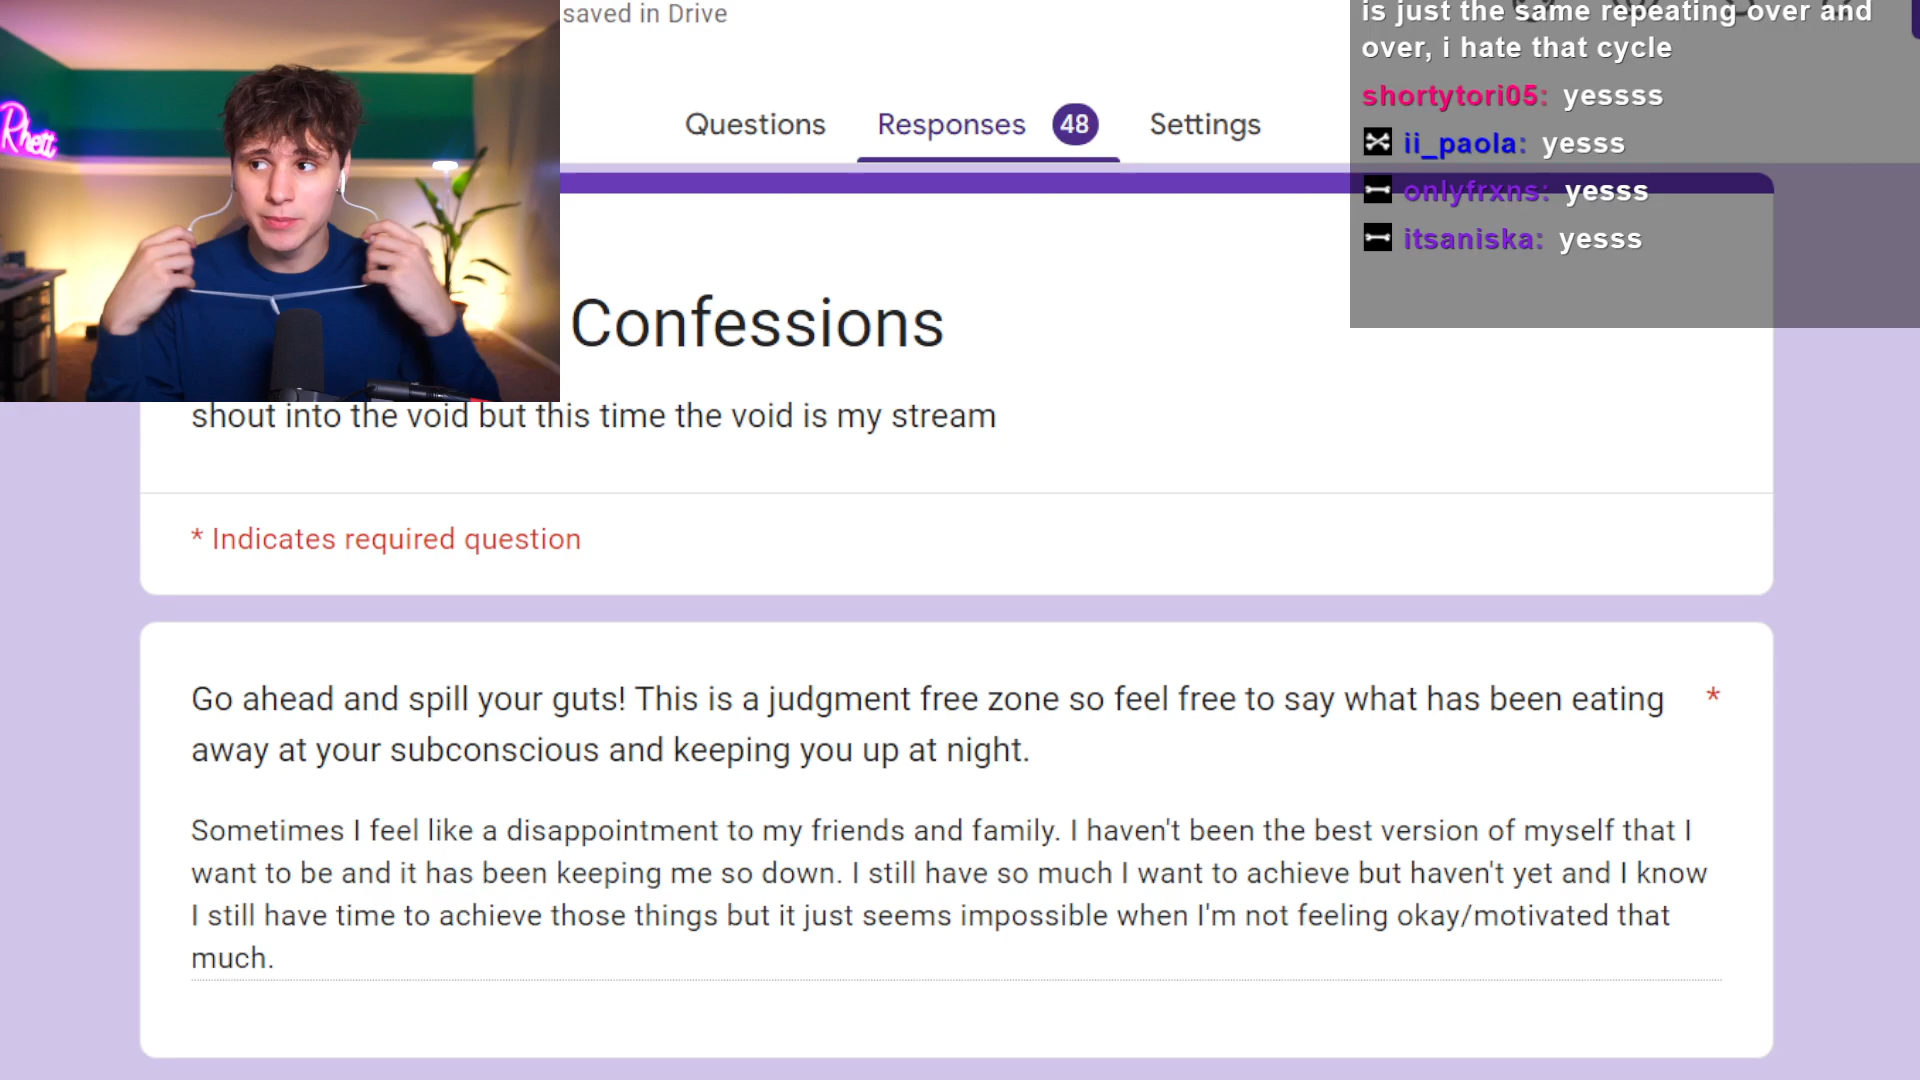 saved in Drive
is just the same repeating over and
over, i hate that cycle
shortytori05: yessss
ii_paola: yesss
onlyfrxns: yesss
itsaniska: yesss
Questions Responses 48 Settings
Rhett
Confessions
shout into the void but this time the void is my stream
* Indicates required question
Go ahead and spill your guts! This is a judgment free zone so feel free to say what has been eating *
away at your subconscious and keeping you up at night.
Sometimes I feel like a disappointment to my friends and family. I haven't been the best version of myself that I
want to be and it has been keeping me so down. I still have so much I want to achieve but haven't yet and I know
I still have time to achieve those things but it just seems impossible when I'm not feeling okay/motivated that
much.